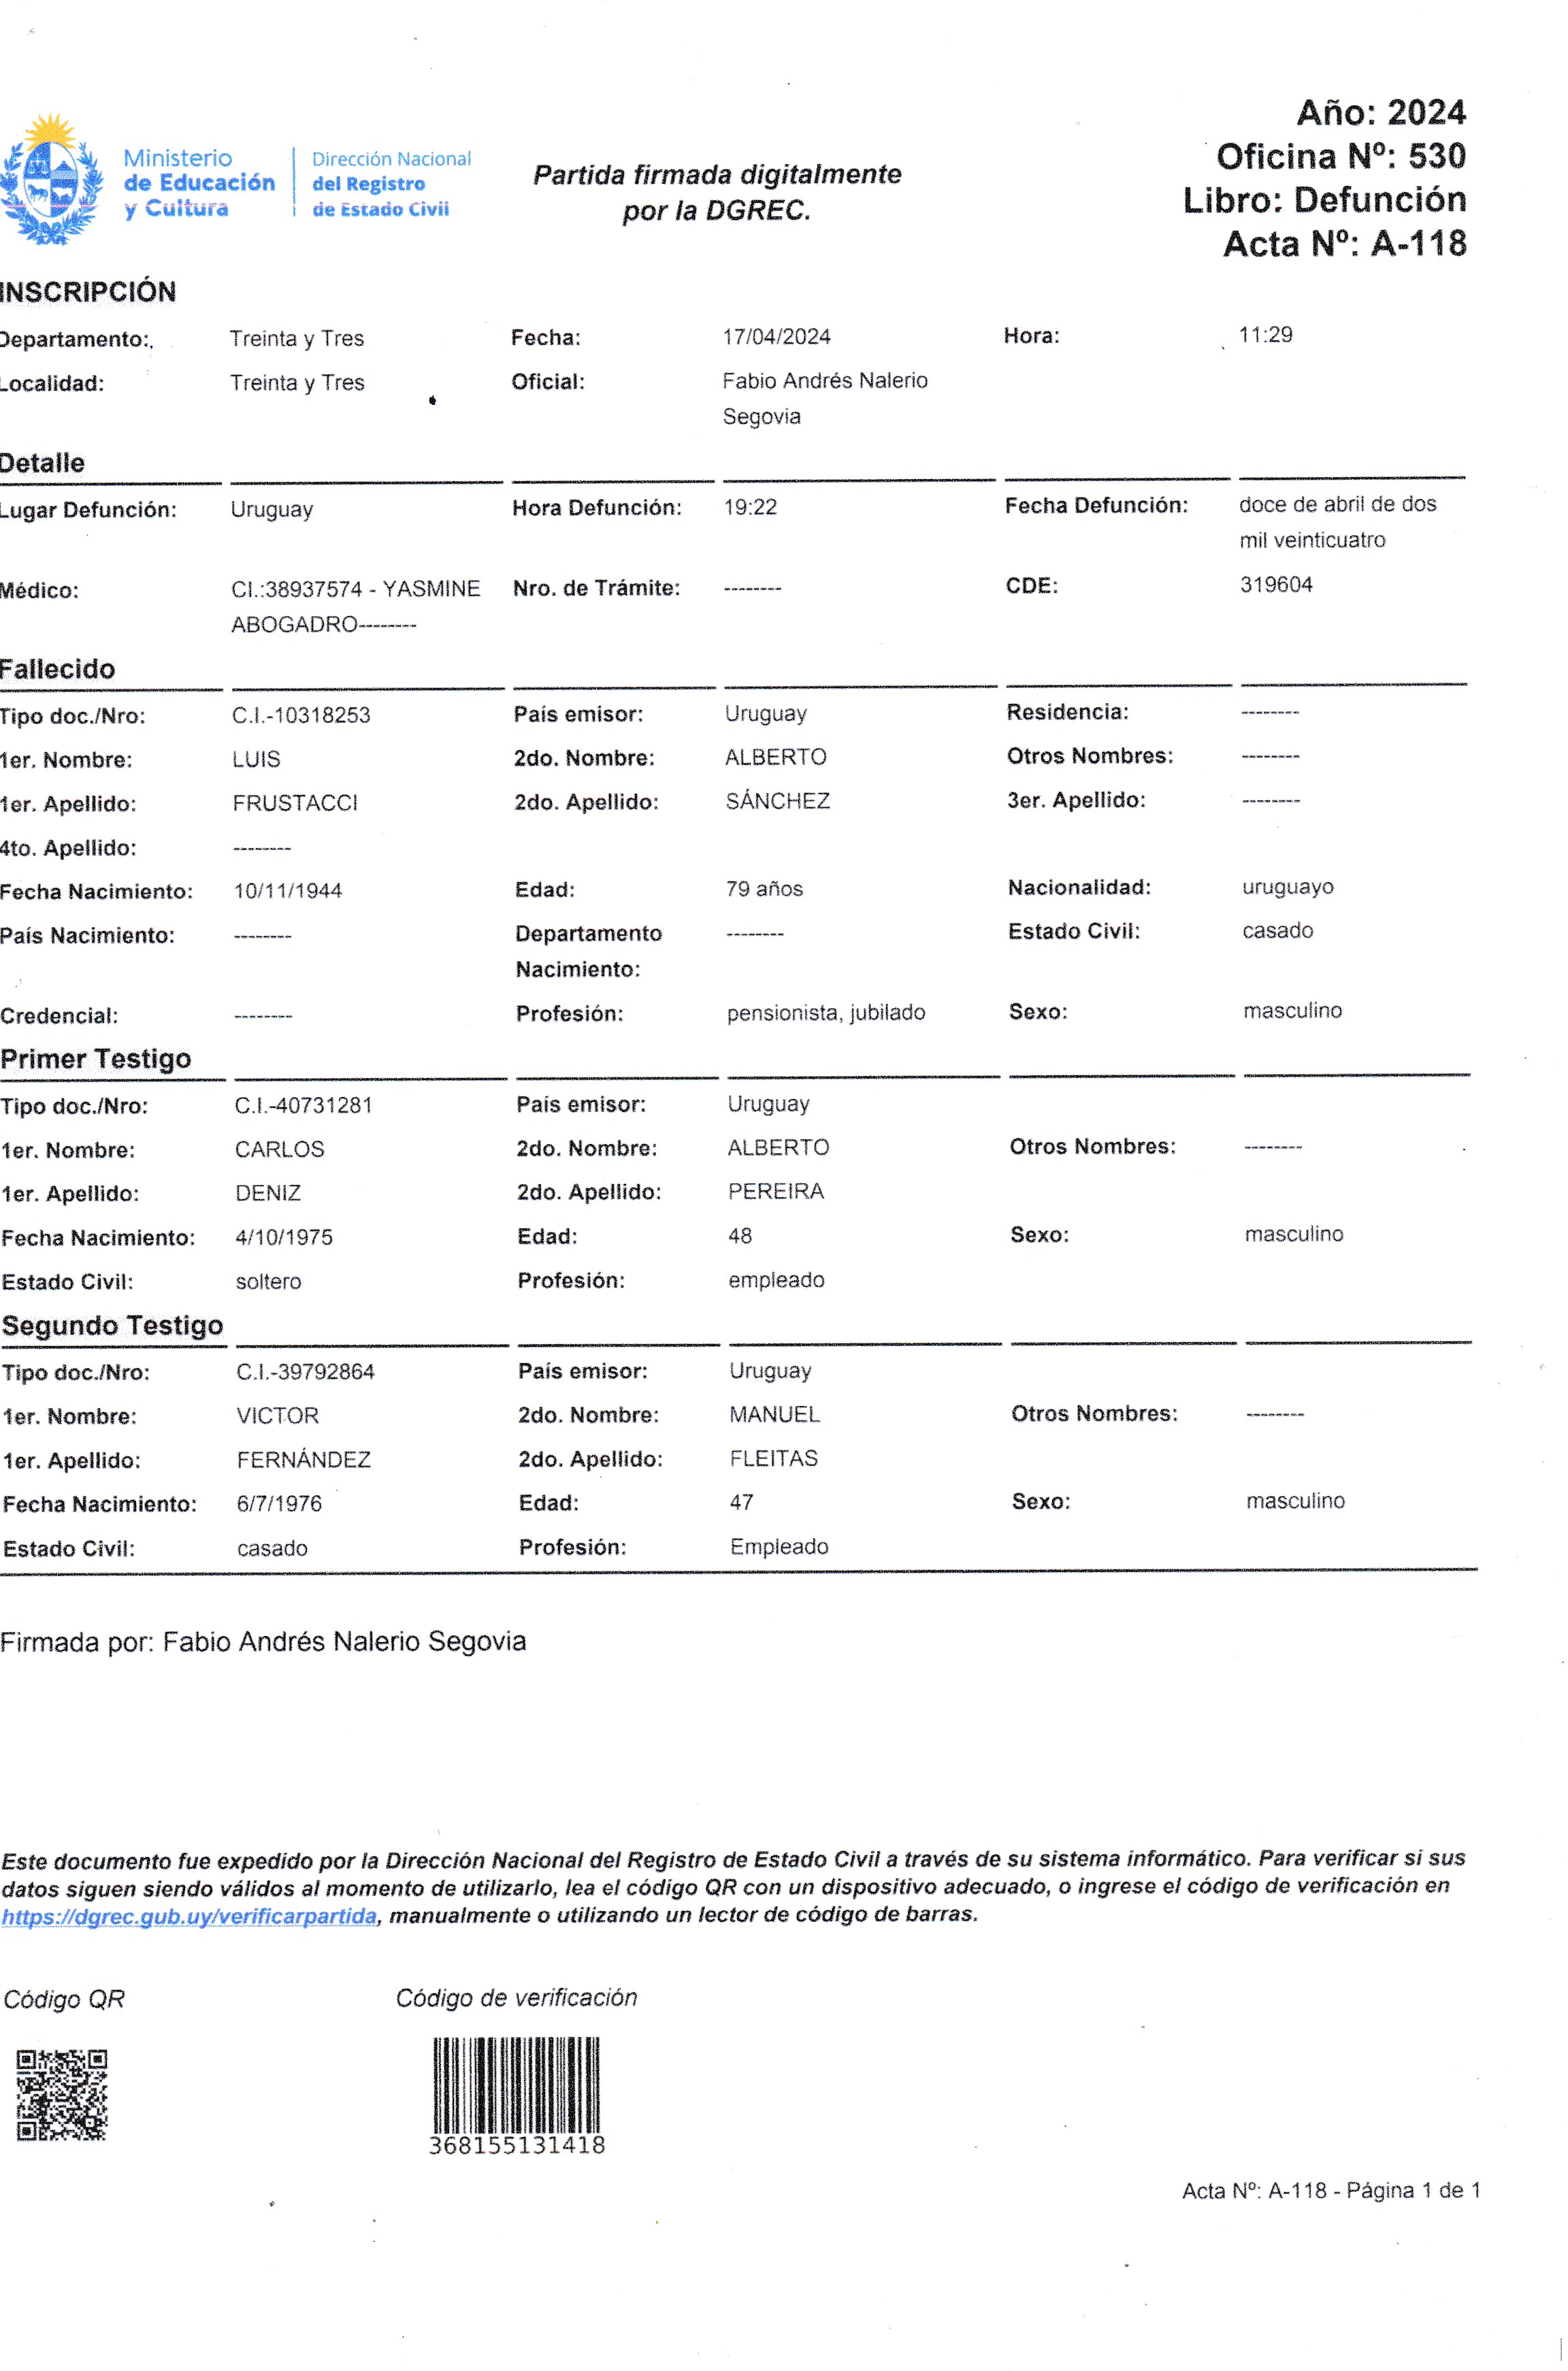 Ministerio
de Educación
y Cultura
Dirección Nacional
del Registro
de Estado Civil
Partida firmada digitalmente
por la DGREC.
Año: 2024
Oficina Nº: 530
Libro: Defunción
Acta Nº: A-118
INSCRIPCIÓN
Departamento: Treinta y Tres Fecha: 17/04/2024 Hora: 11:29
Localidad: Treinta y Tres Oficial: Fabio Andrés Nalerio
Segovia
Detalle
Lugar Defunción: Uruguay Hora Defunción: 19:22 Fecha Defunción: doce de abril de dos
mil veinticuatro
Médico: CI.:38937574 - YASMINE Nro. de Trámite: -------- CDE: 319604
ABOGADRO--------
Fallecido
Tipo doc./Nro: C.I.-10318253 País emisor: Uruguay Residencia: --------
1er. Nombre: LUIS 2do. Nombre: ALBERTO Otros Nombres: --------
1er. Apellido: FRUSTACCI 2do. Apellido: SÁNCHEZ 3er. Apellido: --------
4to. Apellido: --------
Fecha Nacimiento: 10/11/1944 Edad: 79 años Nacionalidad: uruguayo
País Nacimiento: -------- Departamento -------- Estado Civil: casado
Nacimiento:
Credencial: -------- Profesión: pensionista, jubilado Sexo: masculino
Primer Testigo
Tipo doc./Nro: C.I.-40731281 País emisor: Uruguay
1er. Nombre: CARLOS 2do. Nombre: ALBERTO Otros Nombres: --------
1er. Apellido: DENIZ 2do. Apellido: PEREIRA
Fecha Nacimiento: 4/10/1975 Edad: 48 Sexo: masculino
Estado Civil: soltero Profesión: empleado
Segundo Testigo
Tipo doc./Nro: C.I.-39792864 País emisor: Uruguay
1er. Nombre: VICTOR 2do. Nombre: MANUEL Otros Nombres: --------
1er. Apellido: FERNÁNDEZ 2do. Apellido: FLEITAS
Fecha Nacimiento: 6/7/1976 Edad: 47 Sexo: masculino
Estado Civil: casado Profesión: Empleado
Firmada por: Fabio Andrés Nalerio Segovia
Este documento fue expedido por la Dirección Nacional del Registro de Estado Civil a través de su sistema informático. Para verificar si sus
datos siguen siendo válidos al momento de utilizarlo, lea el código QR con un dispositivo adecuado, o ingrese el código de verificación en
https://dgrec.gub.uy/verificarpartida, manualmente o utilizando un lector de código de barras.
Código QR Código de verificación
368155131418
Acta Nº: A-118 - Página 1 de 1